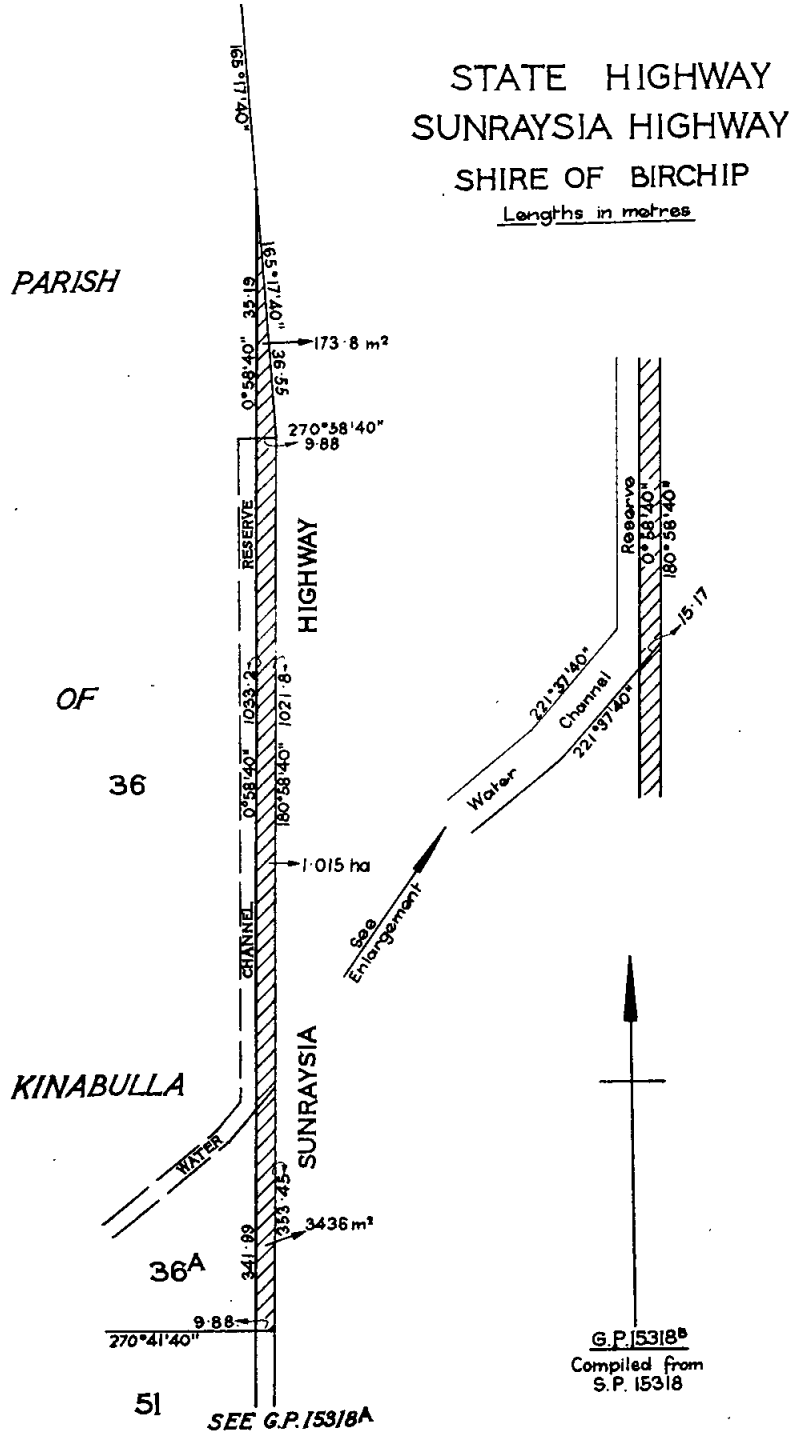 STATE HIGHWAY
SUNRAYSIA HIGHWAY
SHIRE OF BIRCHIP
Lengths in metres
165°17'40"
PARISH
35·19
0°58'40"
165°17'40"
36·55
173·8 m²
270°58'40"
9·88
RESERVE
HIGHWAY
Reserve
0°58'40"
180°58'40"
15·17
221°37'40"
Channel
221°37'40"
Water
OF
36
1033·2
0°58'40"
1021·8
180°58'40"
1·015 ha
CHANNEL
See
Enlargement
KINABULLA
SUNRAYSIA
WATER
353·45
341·99
3436 m²
36A
9·88
270°41'40"
51
SEE G.P. 15318A
G.P. 15318B
Compiled from
S.P. 15318